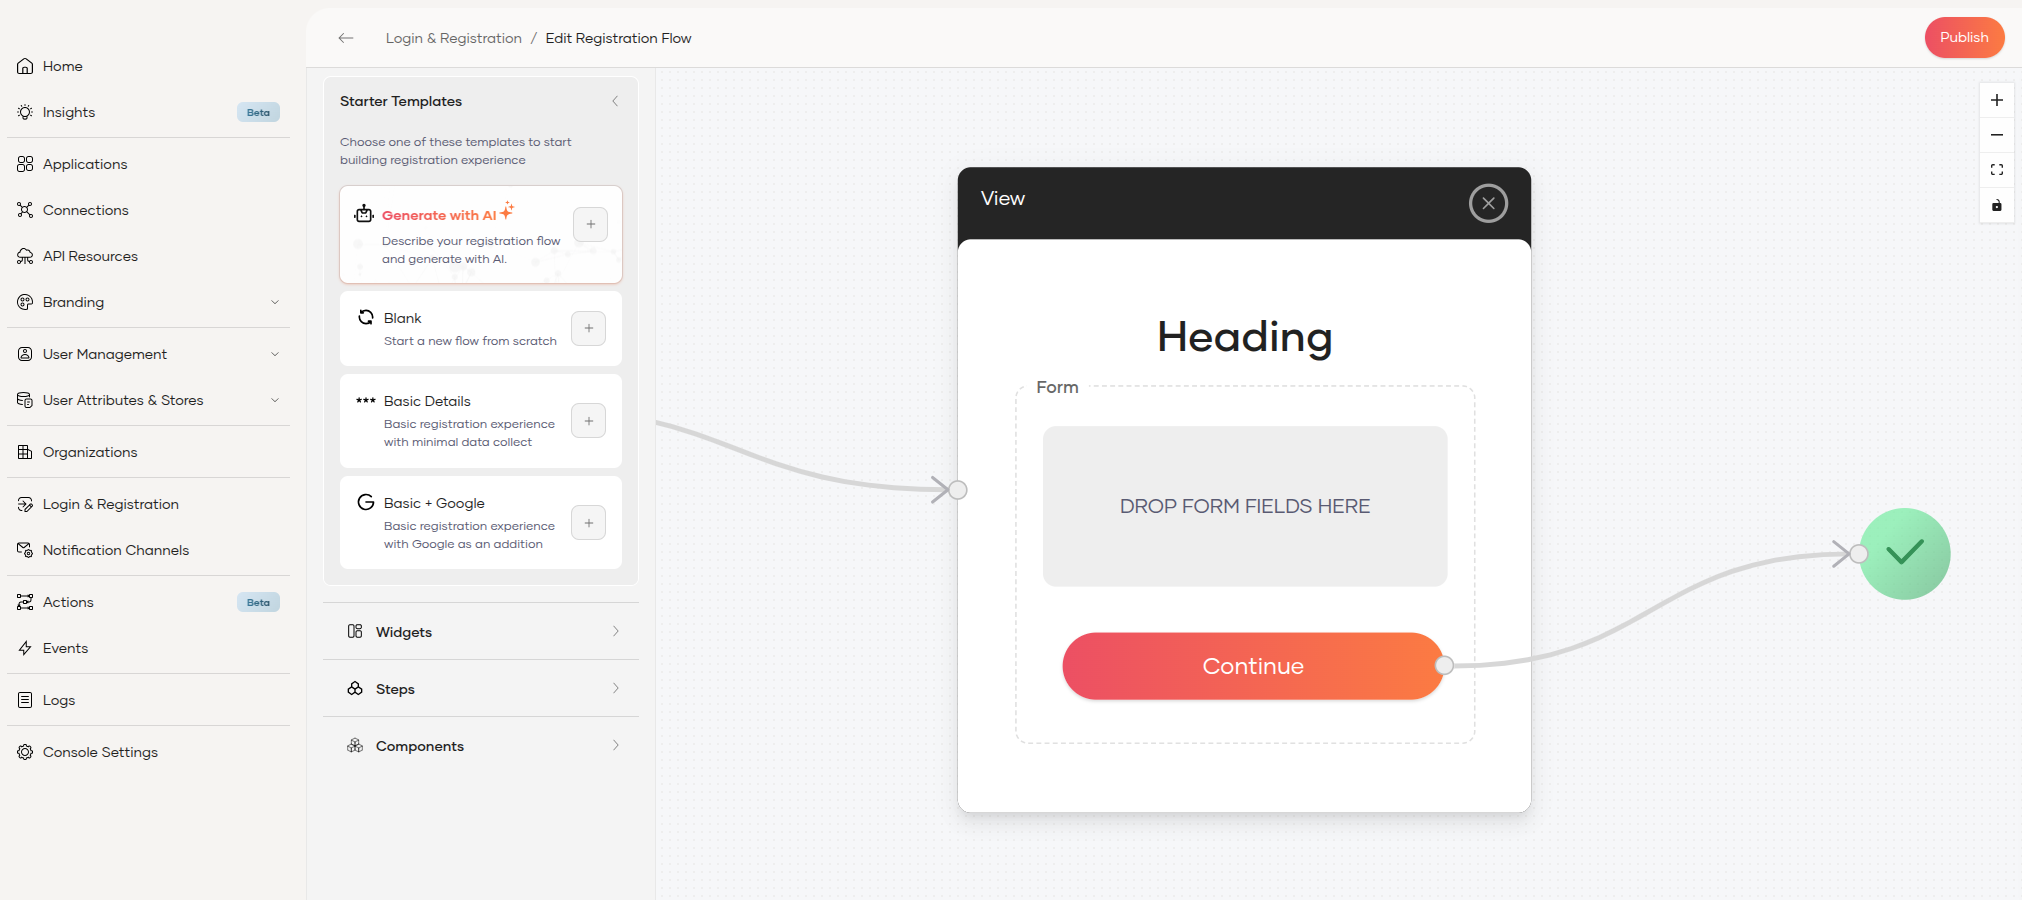 Home
Insights
Beta
Applications
Connections
API Resources
Branding
User Management
User Attributes & Stores
Organizations
Login & Registration
Notification Channels
Actions
Beta
Events
Logs
Console Settings
Login & Registration / Edit Registration Flow
Publish
Starter Templates
Choose one of these templates to start
building registration experience
Generate with AI
Describe your registration flow
and generate with AI.
Blank
Start a new flow from scratch
Basic Details
Basic registration experience
with minimal data collect
Basic + Google
Basic registration experience
with Google as an addition
Widgets
Steps
Components
View
Heading
Form
DROP FORM FIELDS HERE
Continue